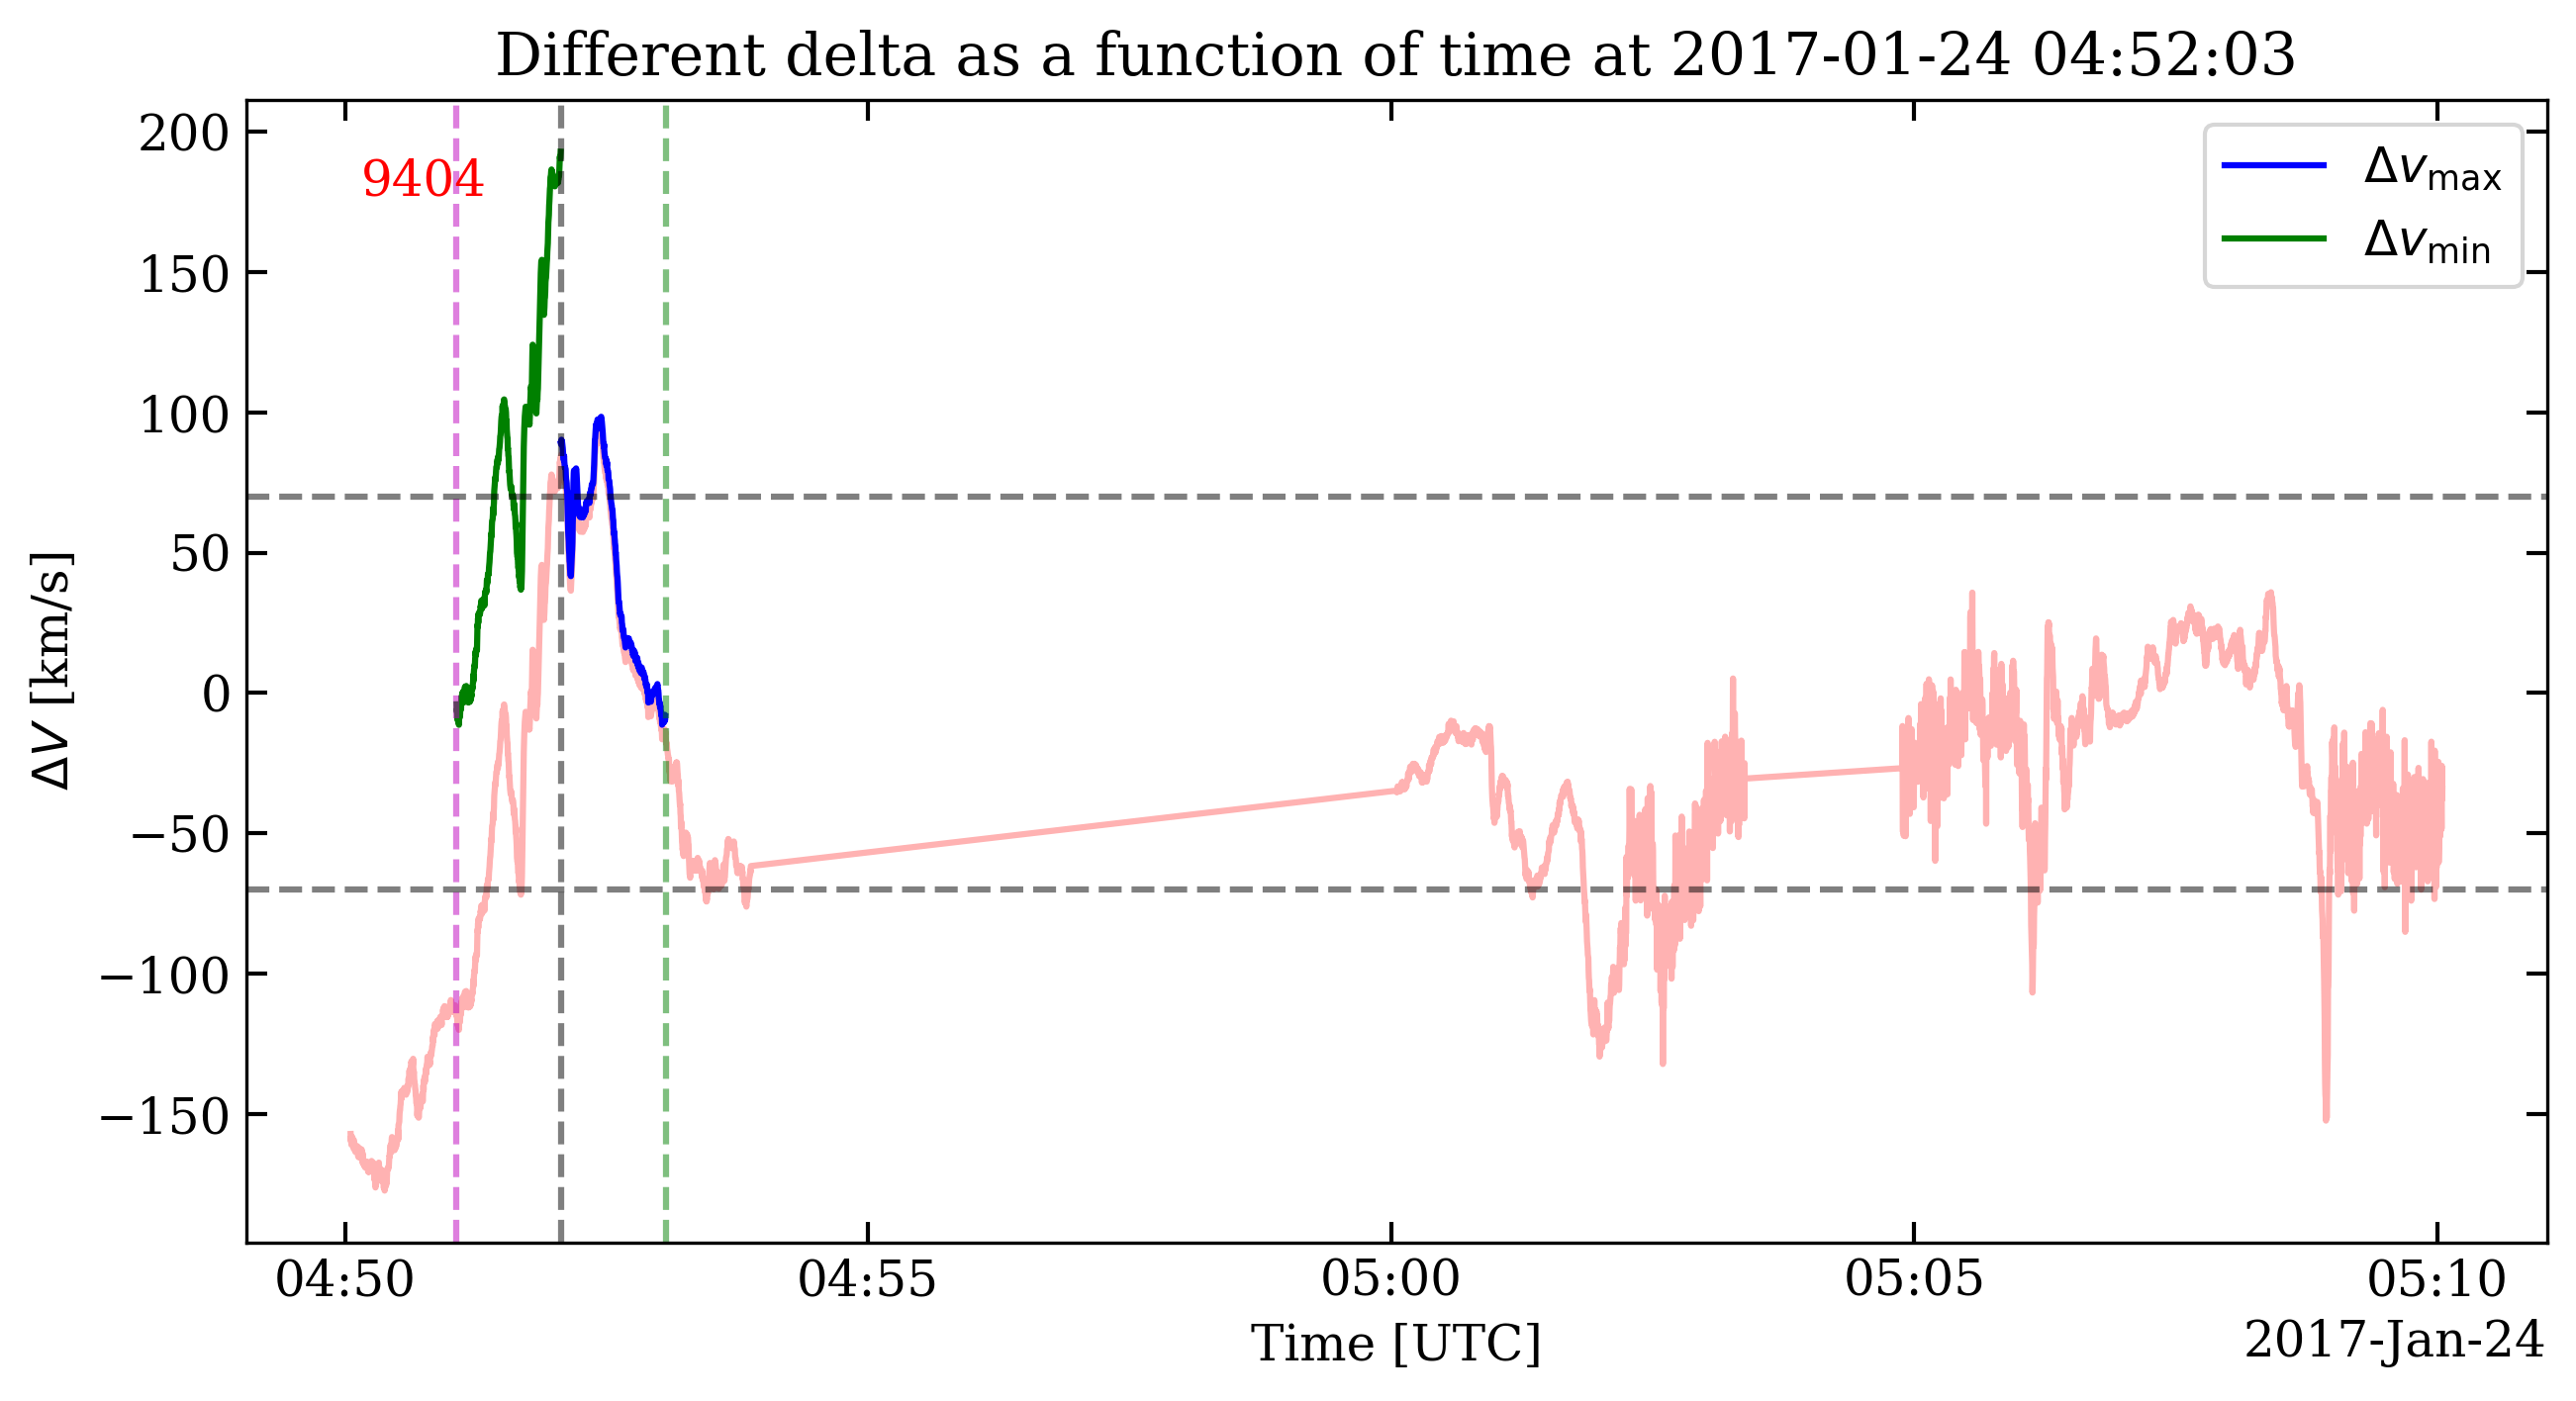 Different delta as a function of time at 2017-01-24 04:52:03
200
150
100
50
0
−50
−100
−150
ΔV [km/s]
9404
Δv_max
Δv_min
04:50
04:55
05:00
05:05
05:10
Time [UTC]
2017-Jan-24